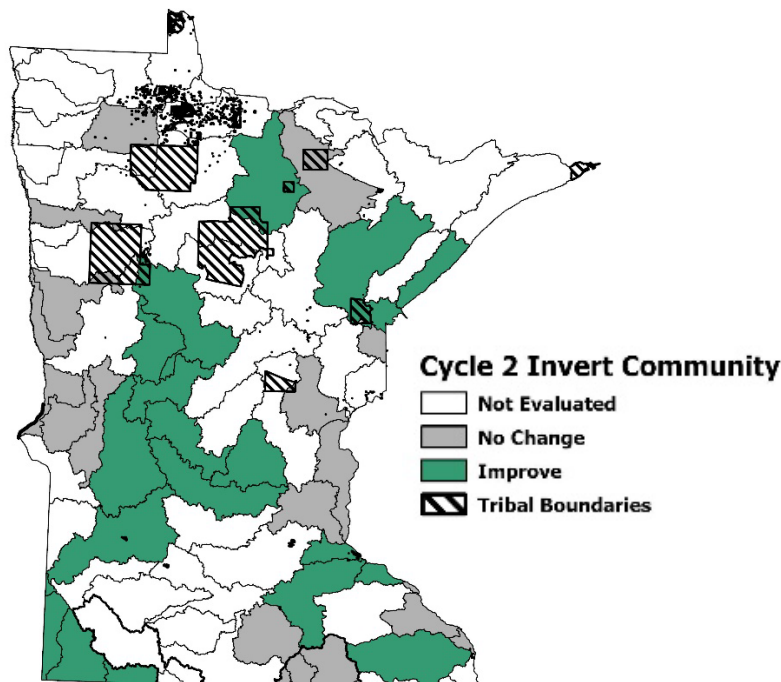 Cycle 2 Invert Community
Not Evaluated
No Change
Improve
Tribal Boundaries